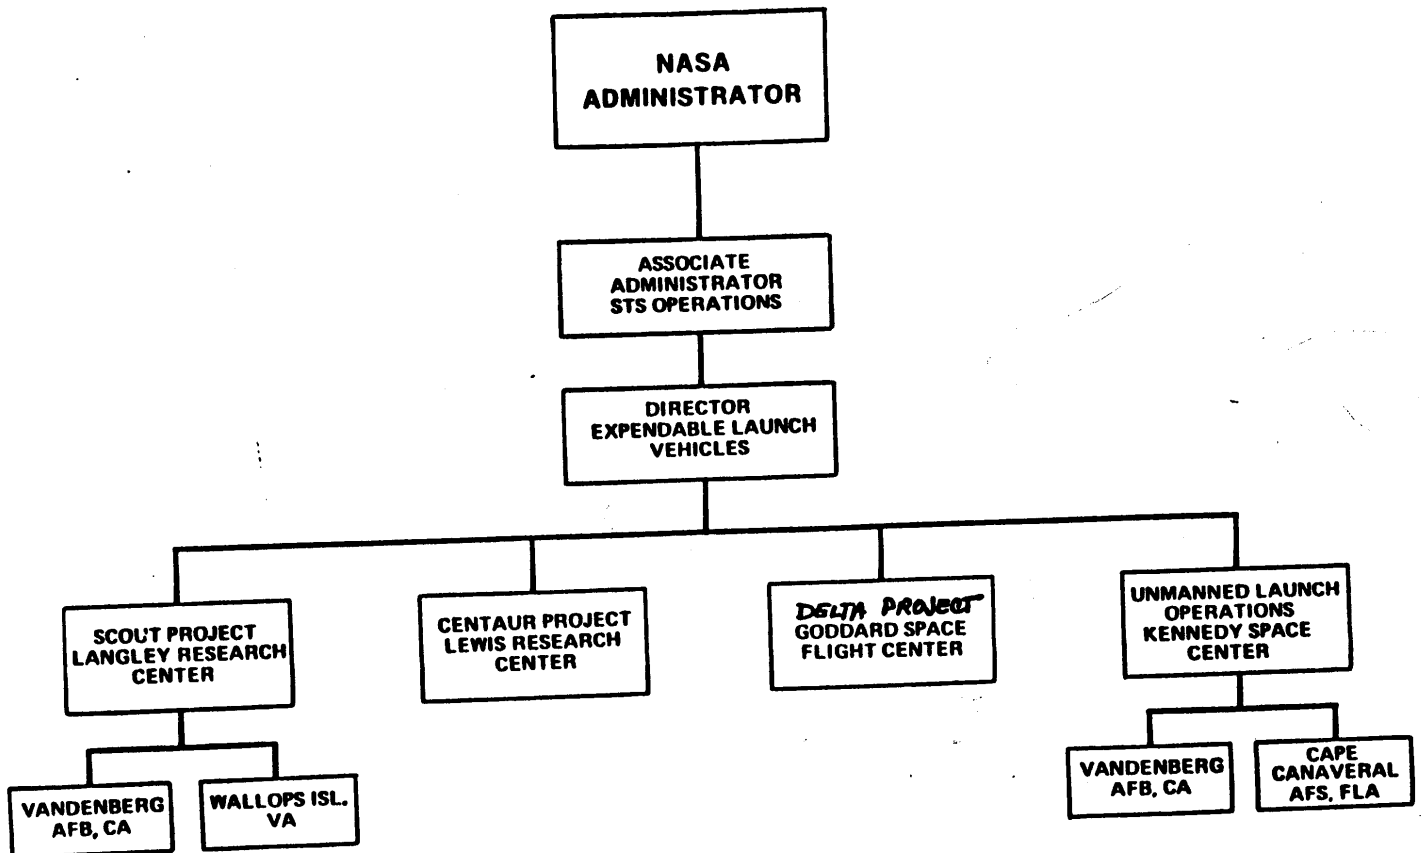 NASA
ADMINISTRATOR
ASSOCIATE
ADMINISTRATOR
STS OPERATIONS
DIRECTOR
EXPENDABLE LAUNCH
VEHICLES
SCOUT PROJECT
LANGLEY RESEARCH
CENTER
CENTAUR PROJECT
LEWIS RESEARCH
CENTER
DELTA PROJECT
GODDARD SPACE
FLIGHT CENTER
UNMANNED LAUNCH
OPERATIONS
KENNEDY SPACE
CENTER
VANDENBERG
AFB, CA
WALLOPS ISL.
VA
VANDENBERG
AFB, CA
CAPE
CANAVERAL
AFS, FLA